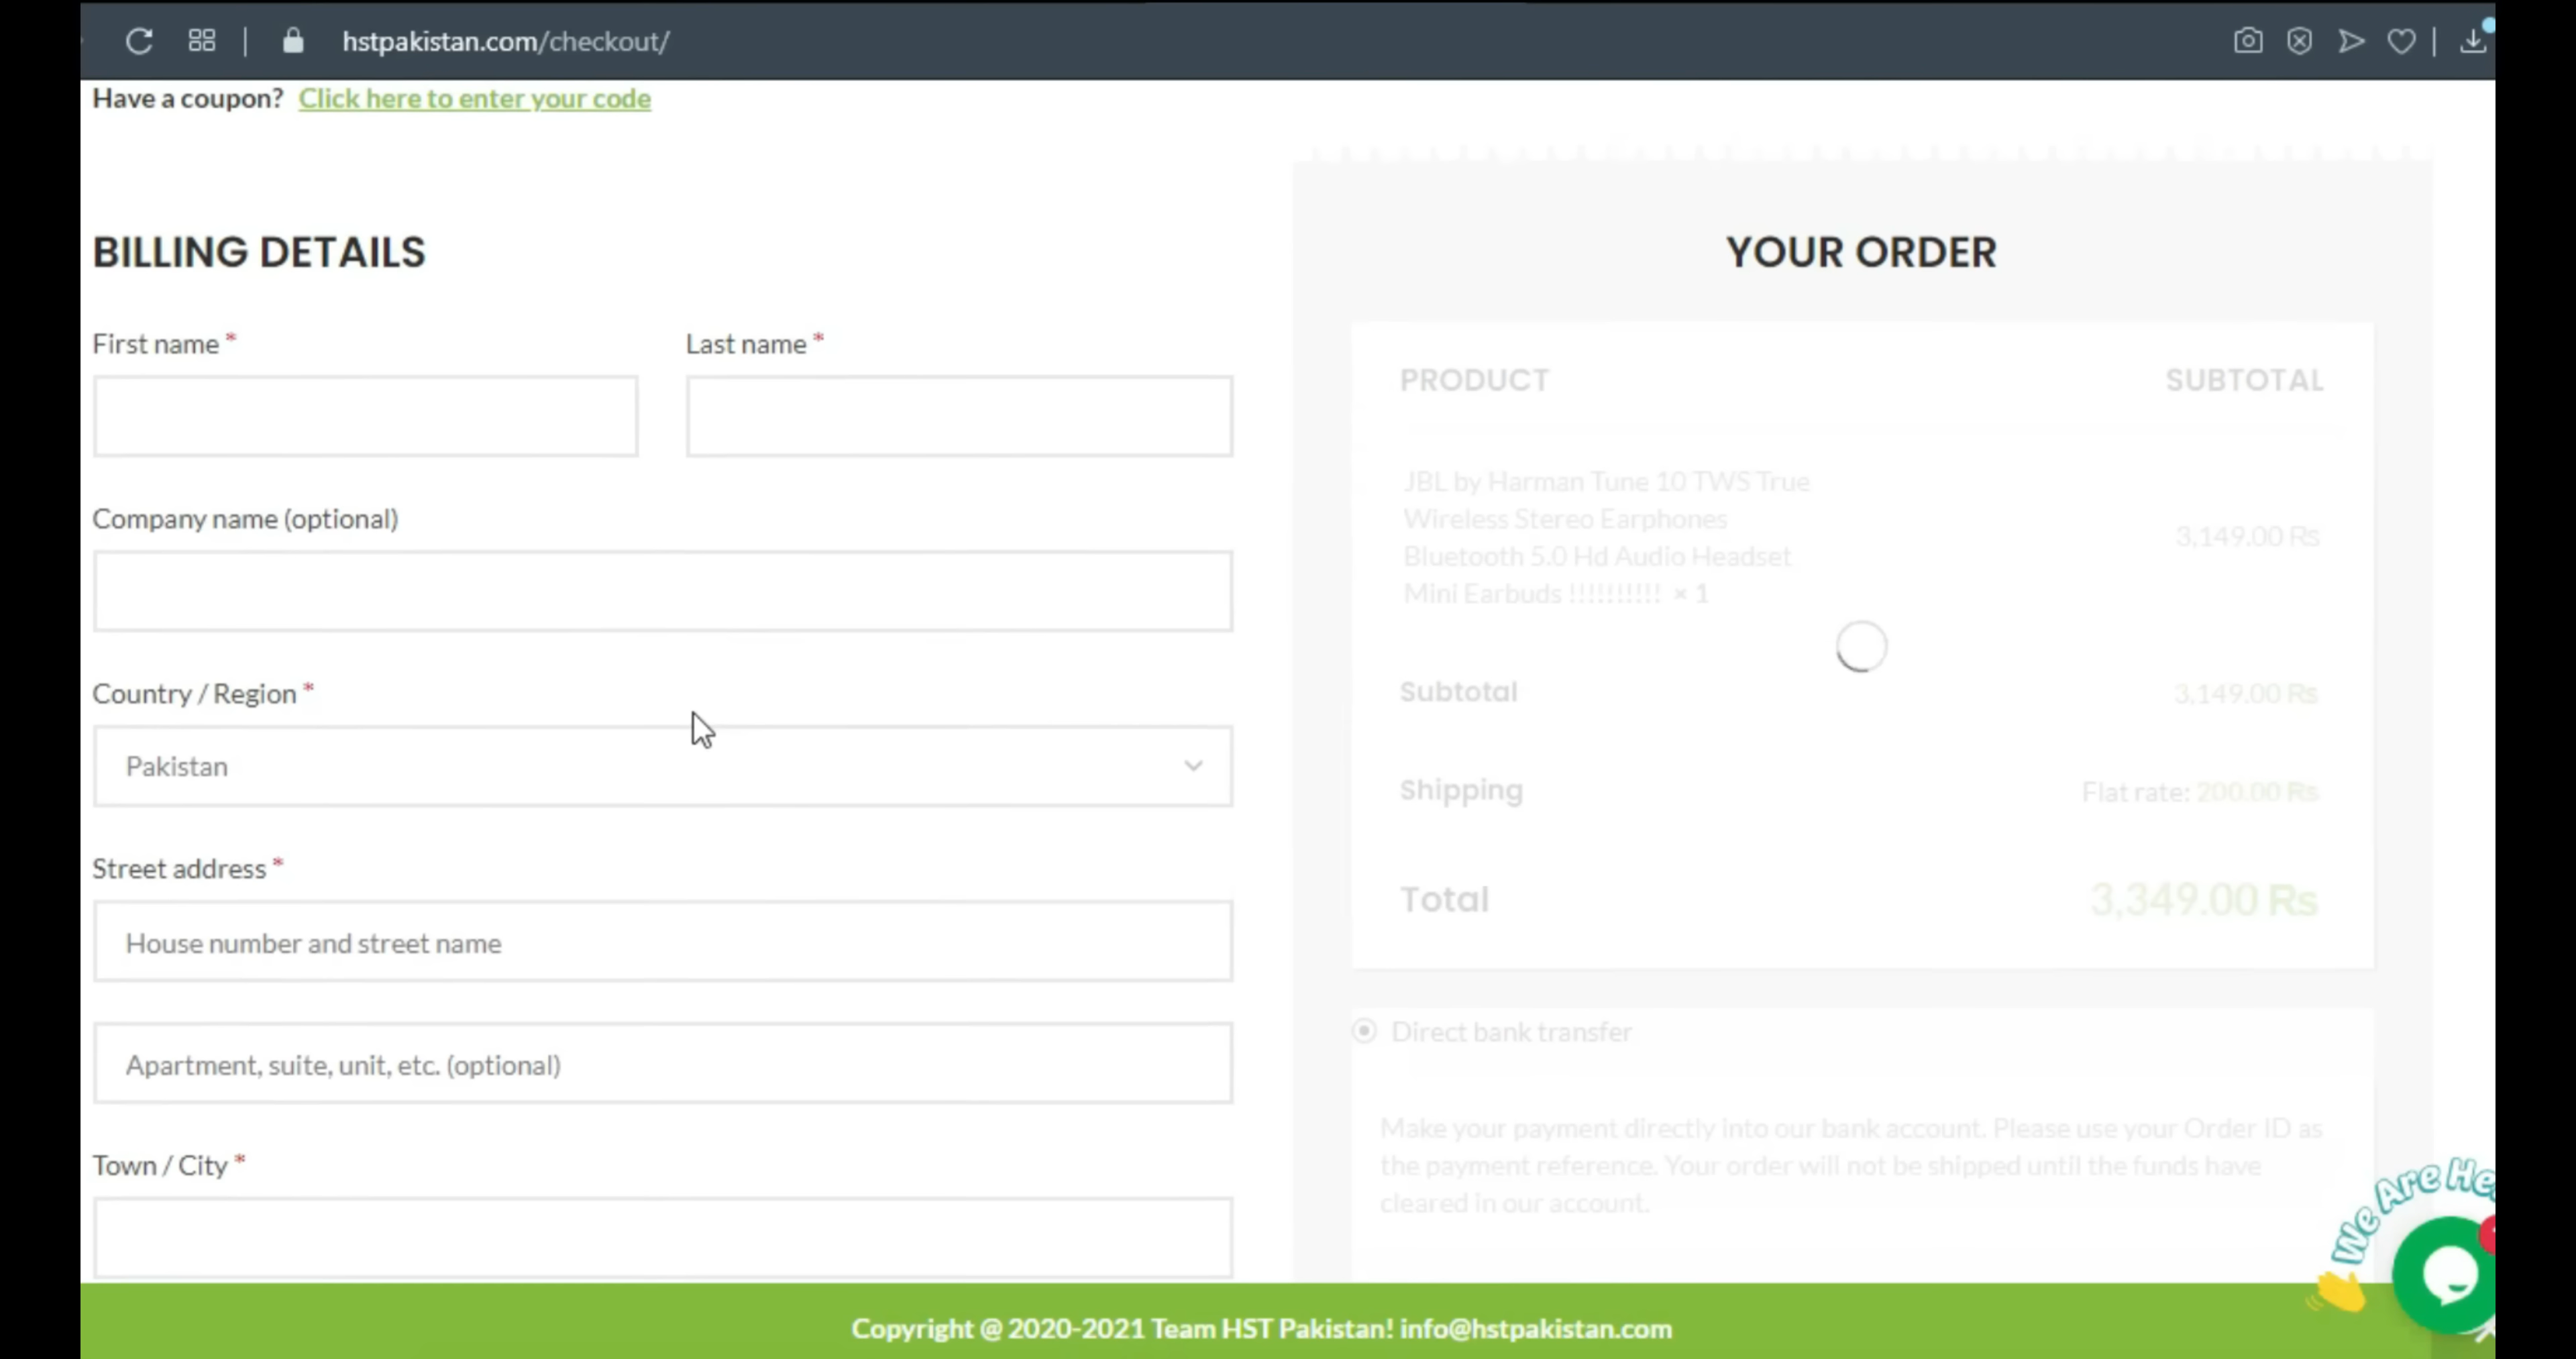 hstpakistan.com/checkout/
Have a coupon? Click here to enter your code
BILLING DETAILS
First name *
Last name *
Company name (optional)
Country / Region *
Pakistan
Street address *
House number and street name
Apartment, suite, unit, etc. (optional)
Town / City *
YOUR ORDER
PRODUCT SUBTOTAL
JBL by Harman Tune 10 TWS True
Wireless Stereo Earphones
Bluetooth 5.0 Hd Audio Headset
Mini Earbuds !!!!!!!!!! × 1
3,149.00 ₨
Subtotal 3,149.00 ₨
Shipping Flat rate: 200.00 ₨
Total 3,349.00 ₨
Direct bank transfer
Make your payment directly into our bank account. Please use your Order ID as
the payment reference. Your order will not be shipped until the funds have
cleared in our account.
We Are
Copyright @ 2020-2021 Team HST Pakistan! info@hstpakistan.com